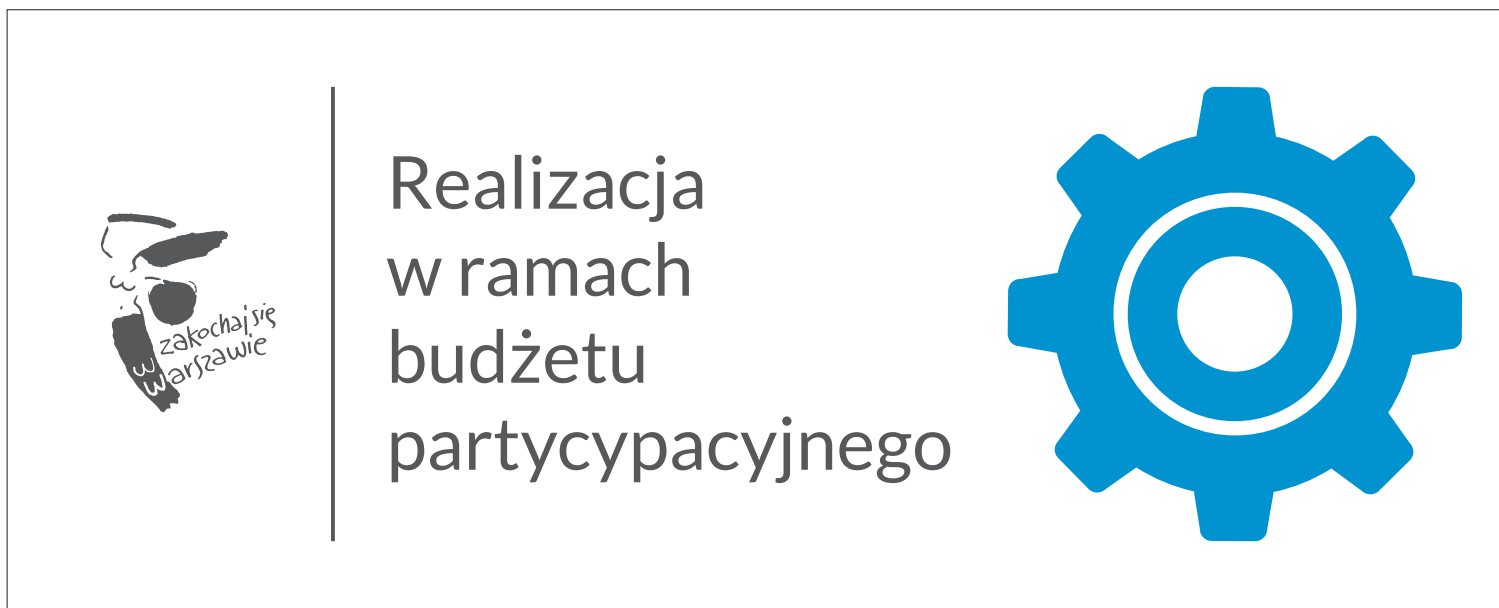 zakochaj się
w
warszawie
Realizacja
w ramach
budżetu
partycypacyjnego